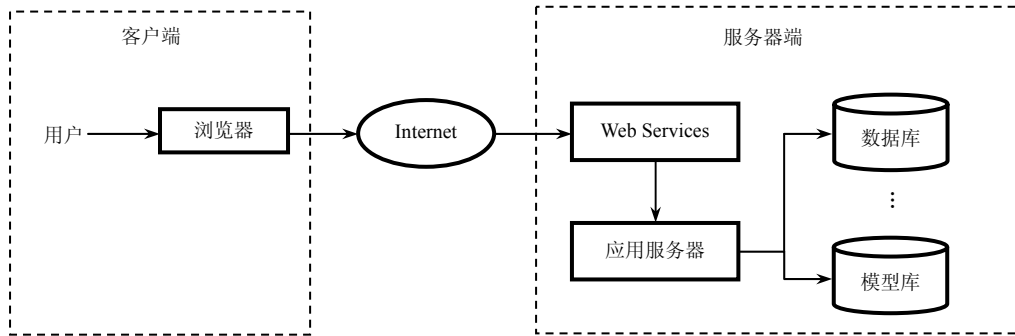 客户端
服务器端
用户
浏览器
Internet
Web Services
数据库
...
应用服务器
模型库